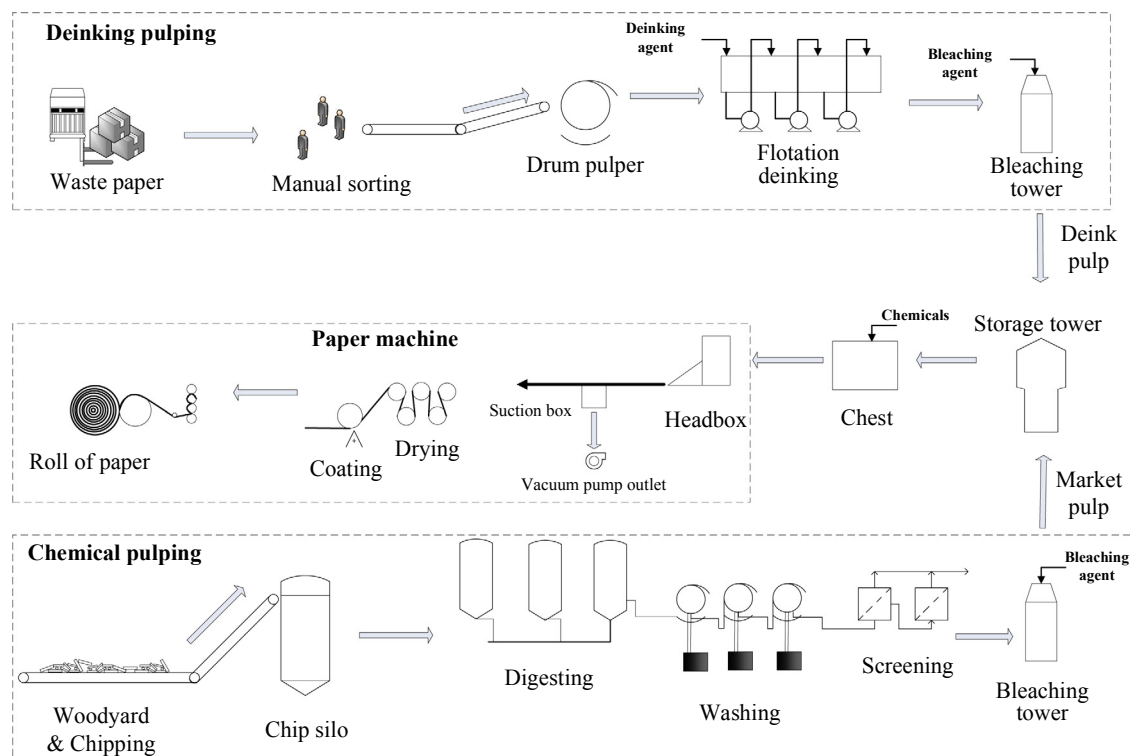 Deinking pulping
Deinking
agent
Bleaching
agent
Waste paper
Manual sorting
Drum pulper
Flotation
deinking
Bleaching
tower
Deink
pulp
Paper machine
Chemicals
Storage tower
Suction box
Headbox
Chest
Roll of paper
Coating
Drying
Vacuum pump outlet
Market
pulp
Chemical pulping
Bleaching
agent
Digesting
Screening
Woodyard
& Chipping
Chip silo
Washing
Bleaching
tower